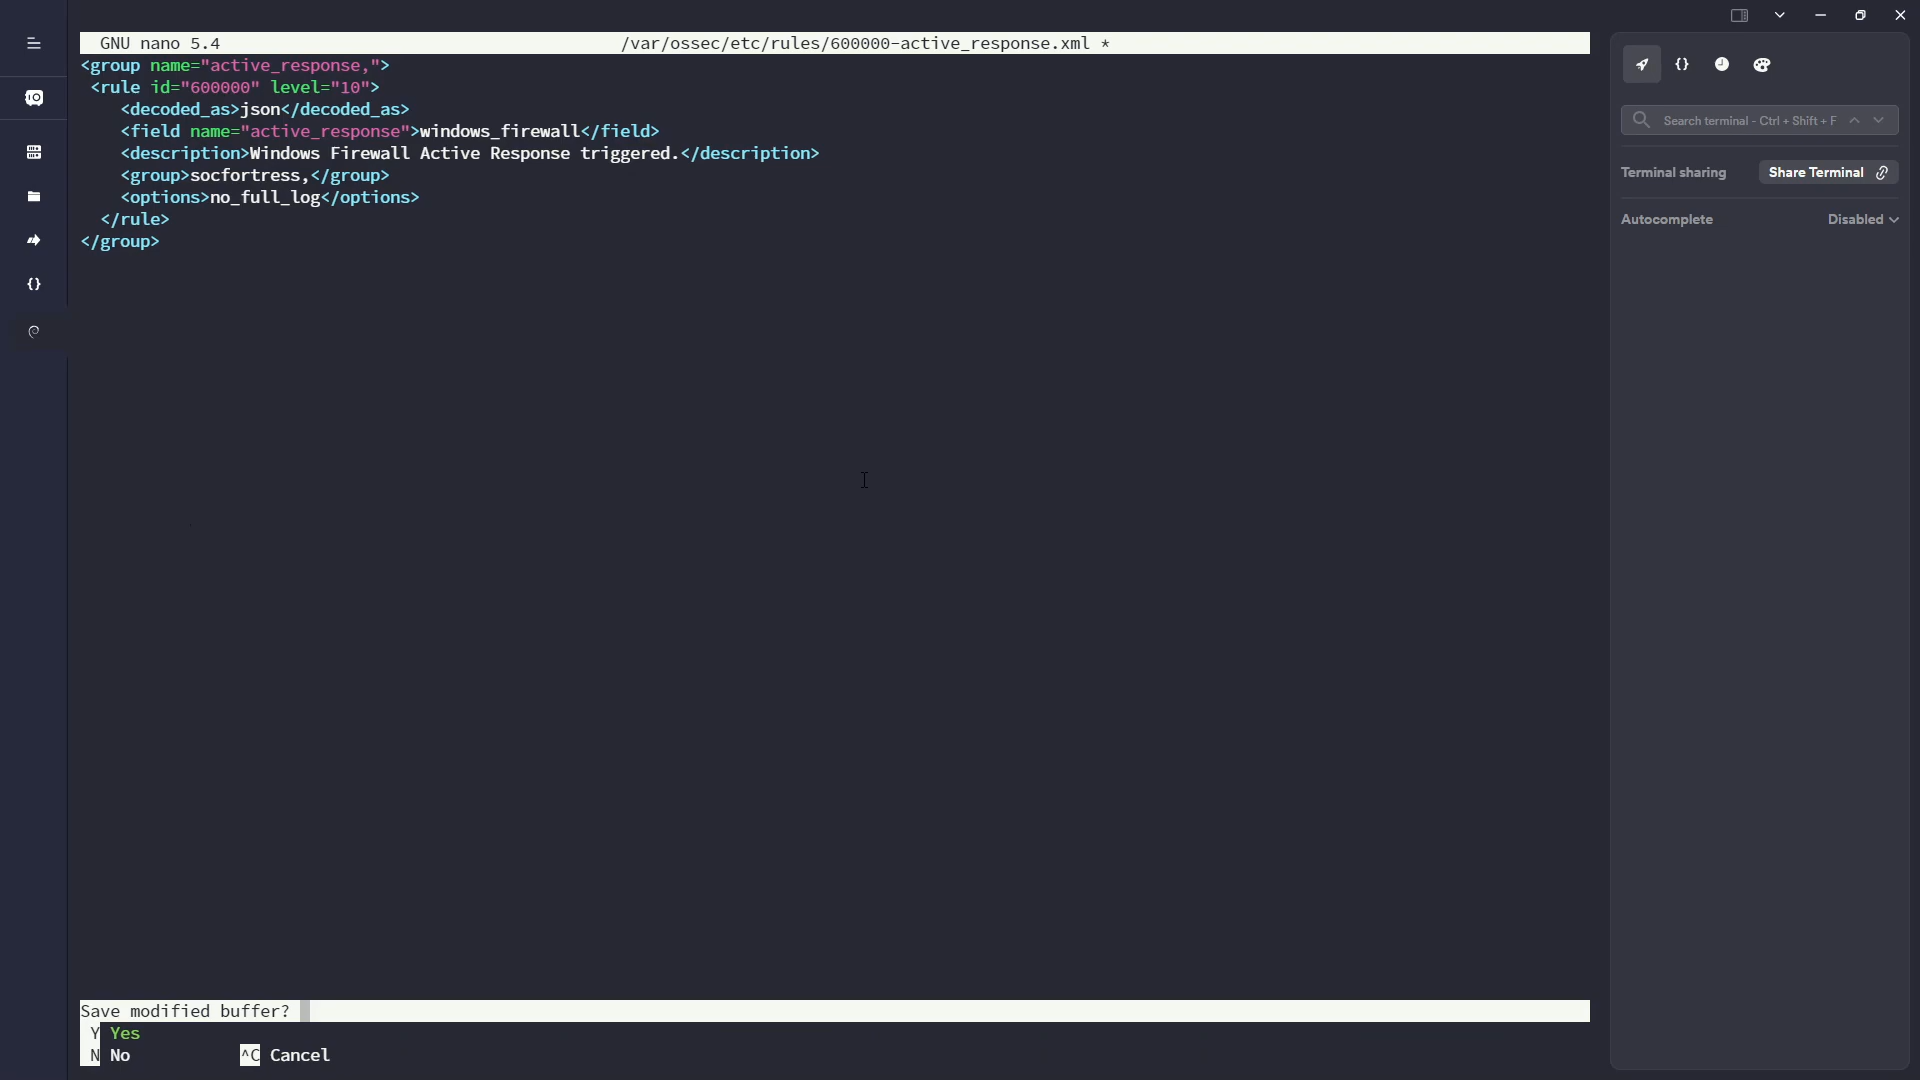 GNU nano 5.4 /var/ossec/etc/rules/600000-active_response.xml *
<group name="active_response,">
<rule id="600000" level="10">
<decoded_as>json</decoded_as>
<field name="active_response">windows_firewall</field>
<description>Windows Firewall Active Response triggered.</description>
<group>socfortress,</group>
<options>no_full_log</options>
</rule>
</group>
Search terminal - Ctrl + Shift + F
Terminal sharing Share Terminal
Autocomplete Disabled
Save modified buffer?
Y Yes
N No ^C Cancel